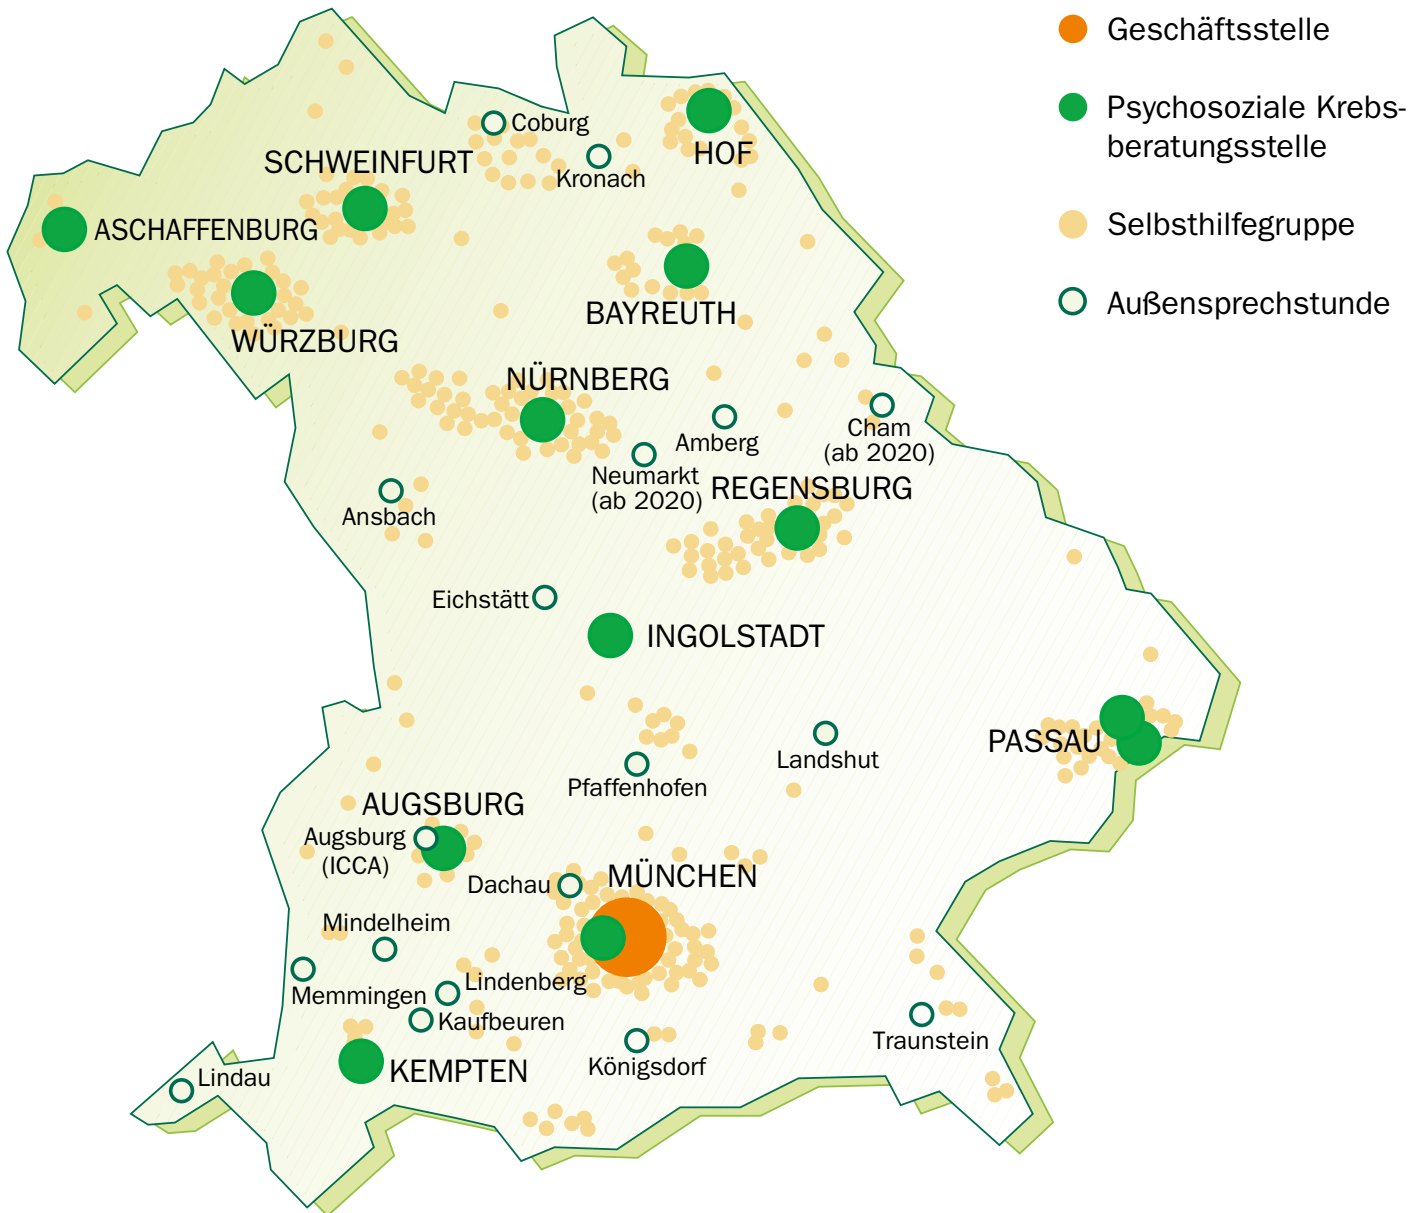 Geschäftsstelle
Psychosoziale Krebs-
beratungsstelle
Selbsthilfegruppe
Außensprechstunde
Coburg
HOF
SCHWEINFURT
Kronach
ASCHAFFENBURG
BAYREUTH
WÜRZBURG
NÜRNBERG
Amberg
Cham
(ab 2020)
Neumarkt
(ab 2020)
REGENSBURG
Ansbach
Eichstätt
INGOLSTADT
PASSAU
Landshut
Pfaffenhofen
AUGSBURG
Augsburg
(ICCA)
MÜNCHEN
Dachau
Mindelheim
Lindenberg
Memmingen
Kaufbeuren
Traunstein
Königsdorf
KEMPTEN
Lindau